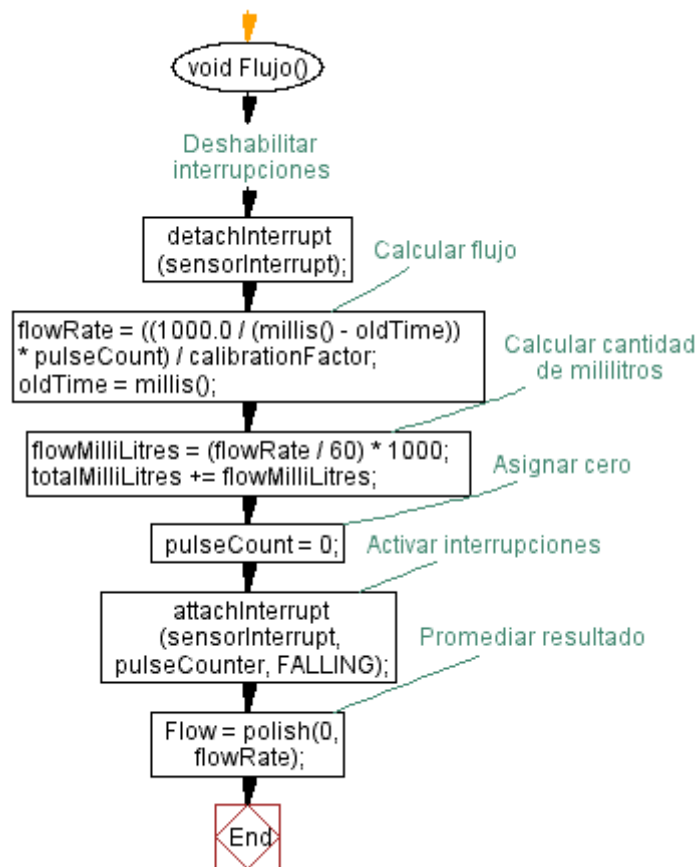 void Flujo()
Deshabilitar
interrupciones
detachInterrupt
(sensorInterrupt);
Calcular flujo
flowRate = ((1000.0 / (millis() - oldTime))
* pulseCount) / calibrationFactor;
oldTime = millis();
Calcular cantidad
de mililitros
flowMilliLitres = (flowRate / 60) * 1000;
totalMilliLitres += flowMilliLitres;
Asignar cero
pulseCount = 0;
Activar interrupciones
attachInterrupt
(sensorInterrupt,
pulseCounter, FALLING);
Promediar resultado
Flow = polish(0,
flowRate);
End